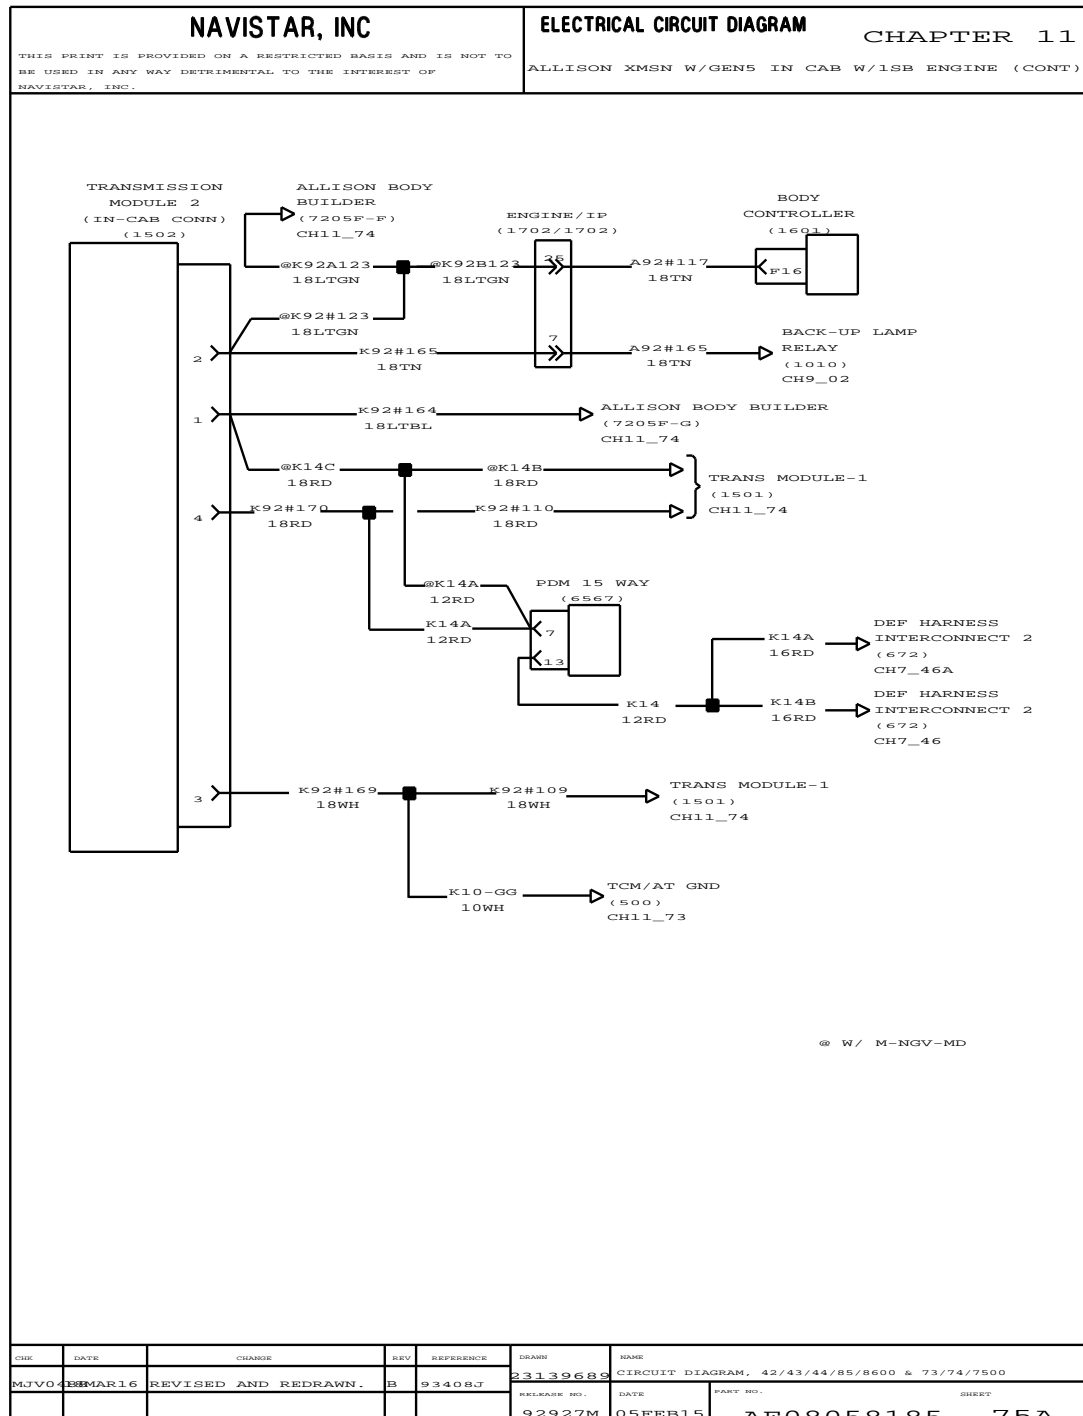 NAVISTAR, INC
THIS PRINT IS PROVIDED ON A RESTRICTED BASIS AND IS NOT TO
BE USED IN ANY WAY DETRIMENTAL TO THE INTEREST OF
NAVISTAR, INC.
ELECTRICAL CIRCUIT DIAGRAM
CHAPTER 11
ALLISON XMSN W/GEN5 IN CAB W/1SB ENGINE (CONT)
TRANSMISSION
MODULE 2
(IN-CAB CONN)
(1502)
ALLISON BODY
BUILDER
(7205F-F)
CH11_74
ENGINE/IP
(1702/1702)
BODY
CONTROLLER
(1601)
@K92A123
18LTGN
@K92B123
18LTGN
25
A92#117
18TN
F16
@K92#123
18LTGN
2
K92#165
18TN
7
A92#165
18TN
BACK-UP LAMP
RELAY
(1010)
CH9_02
1
K92#164
18LTBL
ALLISON BODY BUILDER
(7205F-G)
CH11_74
@K14C
18RD
@K14B
18RD
TRANS MODULE-1
(1501)
CH11_74
4
K92#170
18RD
K92#110
18RD
@K14A
12RD
PDM 15 WAY
(6567)
K14A
12RD
7
13
K14A
16RD
DEF HARNESS
INTERCONNECT 2
(672)
CH7_46A
K14
12RD
K14B
16RD
DEF HARNESS
INTERCONNECT 2
(672)
CH7_46
3
K92#169
18WH
K92#109
18WH
TRANS MODULE-1
(1501)
CH11_74
K10-GG
10WH
TCM/AT GND
(500)
CH11_73
@ W/ M-NGV-MD
CHK DATE CHANGE REV REFERENCE
MJV04 MAR16 REVISED AND REDRAWN. B 93408J
DRAWN
23139689
NAME
CIRCUIT DIAGRAM, 42/43/44/85/8600 & 73/74/7500
RELEASE NO.
92927M
DATE
05FEB15
PART NO.
AF08058185
SHEET
75A